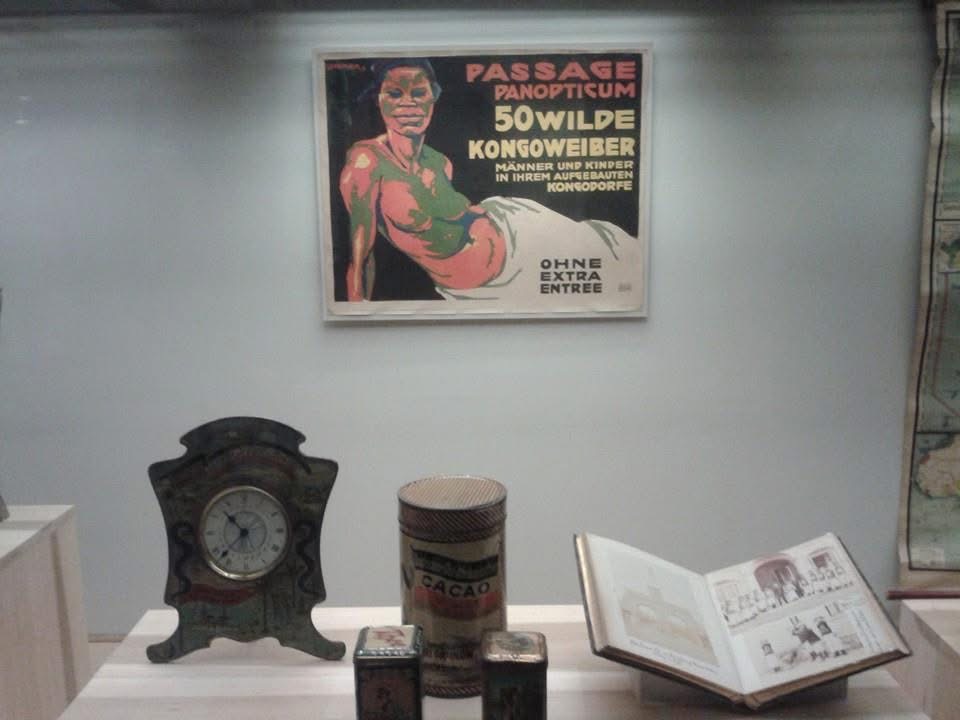 PASSAGE
PANOPTICUM
50 WILDE
KONGOWEIBER
MÄNNER UND KINDER
IN IHREM AUFGEBAUTEN
KONGODORFE
OHNE
EXTRA
ENTREE
CACAO